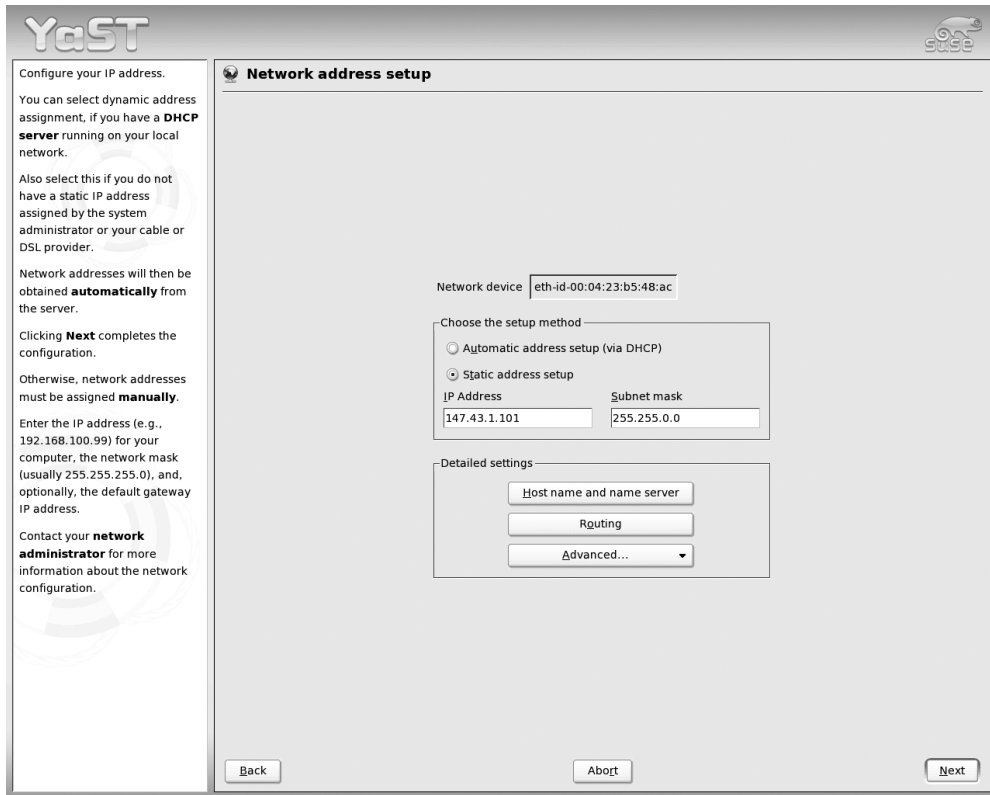 YaST
suse
Configure your IP address.
You can select dynamic address
assignment, if you have a DHCP
server running on your local
network.
Also select this if you do not
have a static IP address
assigned by the system
administrator or your cable or
DSL provider.
Network addresses will then be
obtained automatically from
the server.
Clicking Next completes the
configuration.
Otherwise, network addresses
must be assigned manually.
Enter the IP address (e.g.,
192.168.100.99) for your
computer, the network mask
(usually 255.255.255.0), and,
optionally, the default gateway
IP address.
Contact your network
administrator for more
information about the network
configuration.
Network address setup
Network device eth-id-00:04:23:b5:48:ac
Choose the setup method
Automatic address setup (via DHCP)
Static address setup
IP Address Subnet mask
147.43.1.101 255.255.0.0
Detailed settings
Host name and name server
Routing
Advanced...
Back Abort Next